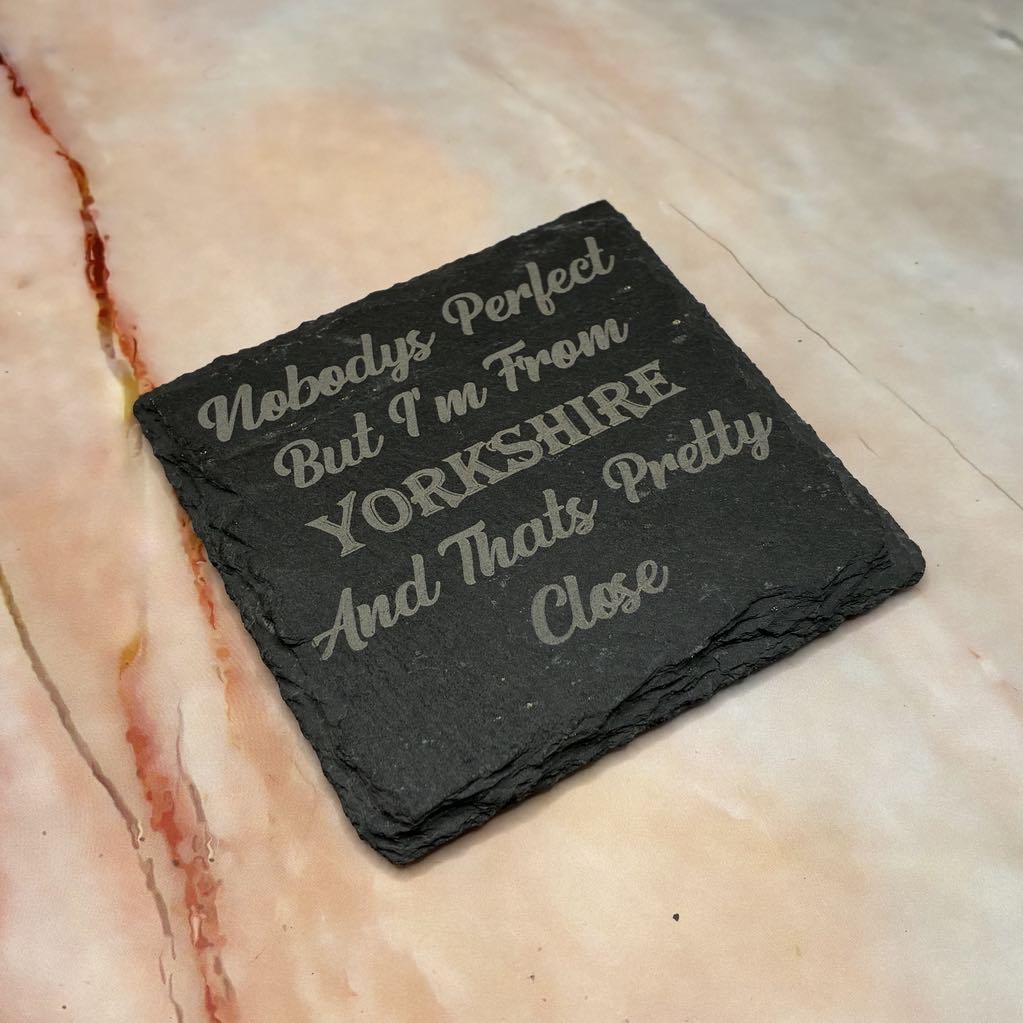 Nobodys Perfect
But I'm From
YORKSHIRE
And Thats Pretty
Close